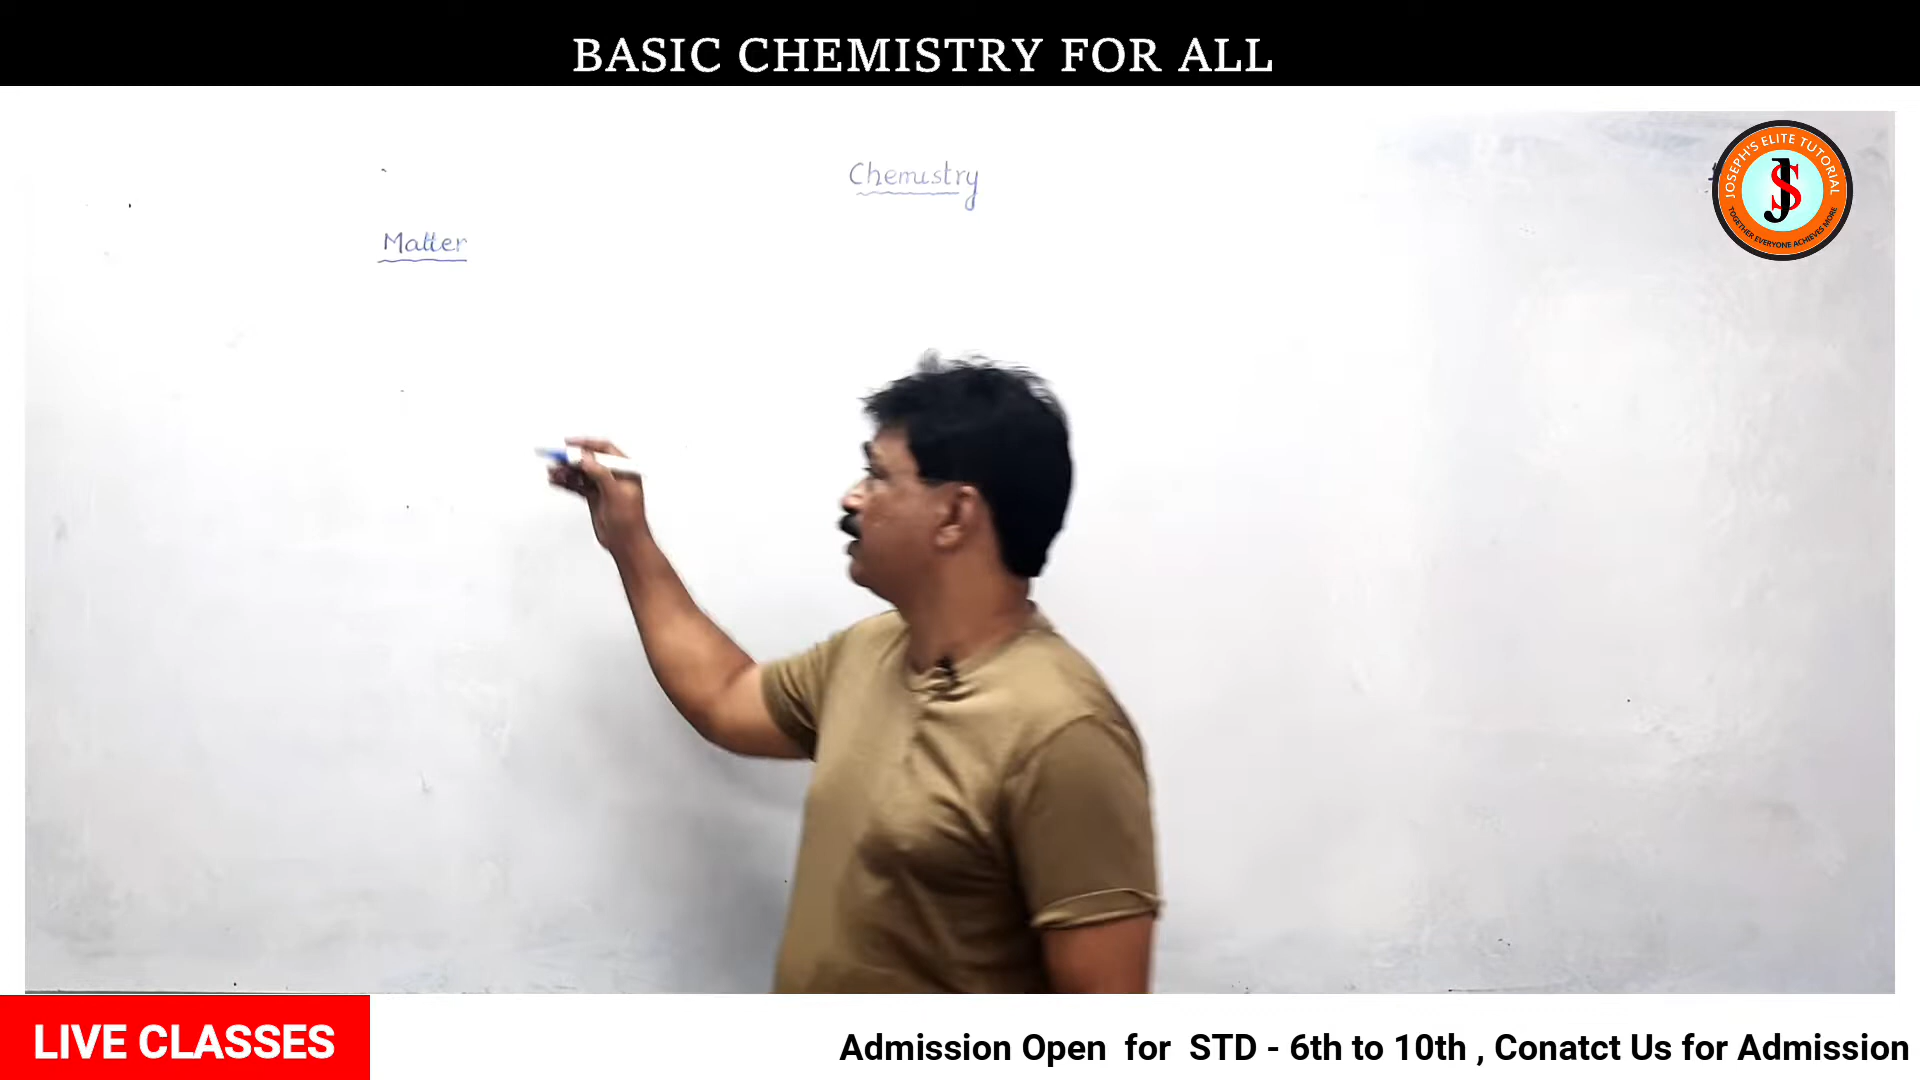 BASIC CHEMISTRY FOR ALL
Chemistry
JOSEPH'S ELITE TUTORIAL
JS
TOGETHER EVERYONE ACHIEVES MORE
Matter
LIVE CLASSES
Admission Open for STD - 6th to 10th , Conatct Us for Admission